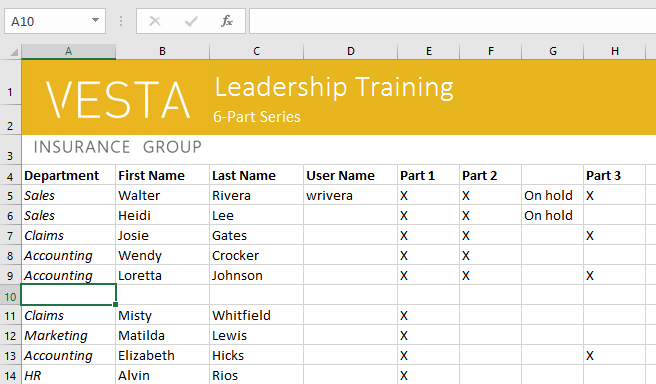 A10 fx
A B C D E F G H
1 VESTA Leadership Training
2 6-Part Series
3 INSURANCE GROUP
4 Department First Name Last Name User Name Part 1 Part 2 Part 3
5 Sales Walter Rivera wrivera X X On hold X
6 Sales Heidi Lee X X On hold
7 Claims Josie Gates X X X
8 Accounting Wendy Crocker X X
9 Accounting Loretta Johnson X X X
10
11 Claims Misty Whitfield X
12 Marketing Matilda Lewis X
13 Accounting Elizabeth Hicks X X
14 HR Alvin Rios X